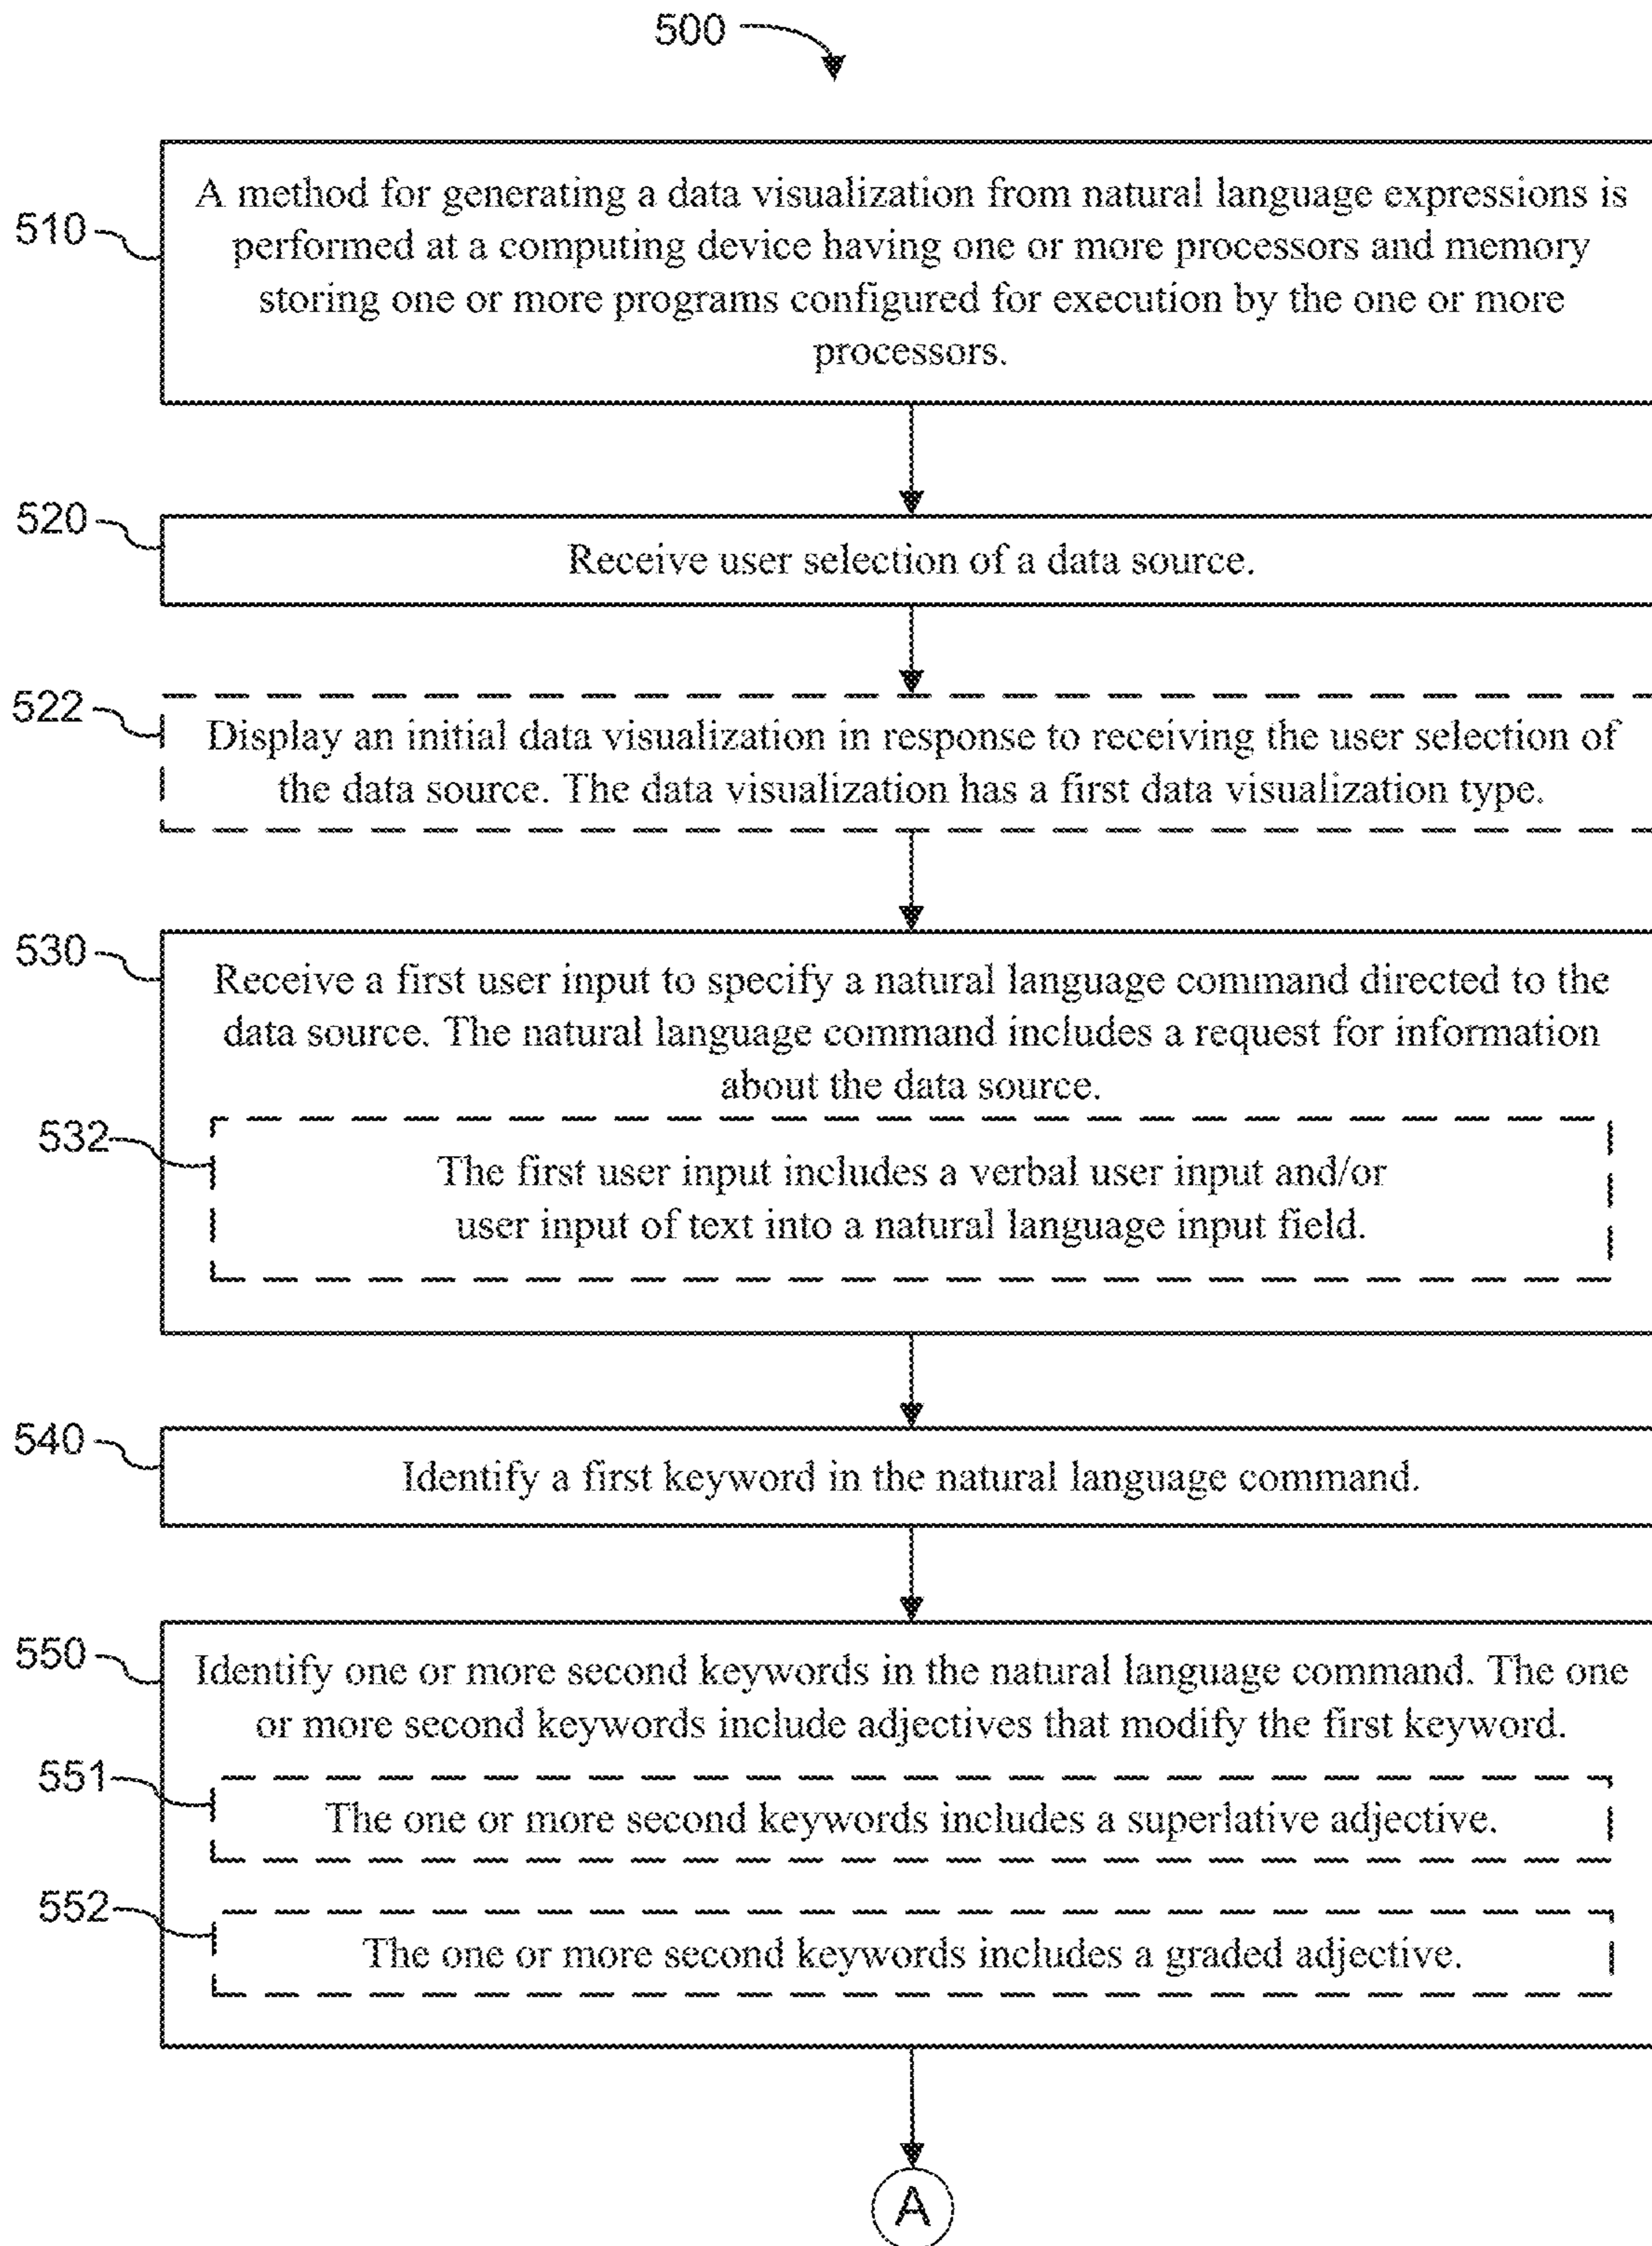 500
510
A method for generating a data visualization from natural language expressions is
performed at a computing device having one or more processors and memory
storing one or more programs configured for execution by the one or more
processors.
520
Receive user selection of a data source.
522
Display an initial data visualization in response to receiving the user selection of
the data source. The data visualization has a first data visualization type.
530
Receive a first user input to specify a natural language command directed to the
data source. The natural language command includes a request for information
about the data source.
532
The first user input includes a verbal user input and/or
user input of text into a natural language input field.
540
Identify a first keyword in the natural language command.
550
Identify one or more second keywords in the natural language command. The one
or more second keywords include adjectives that modify the first keyword.
551
The one or more second keywords includes a superlative adjective.
552
The one or more second keywords includes a graded adjective.
A